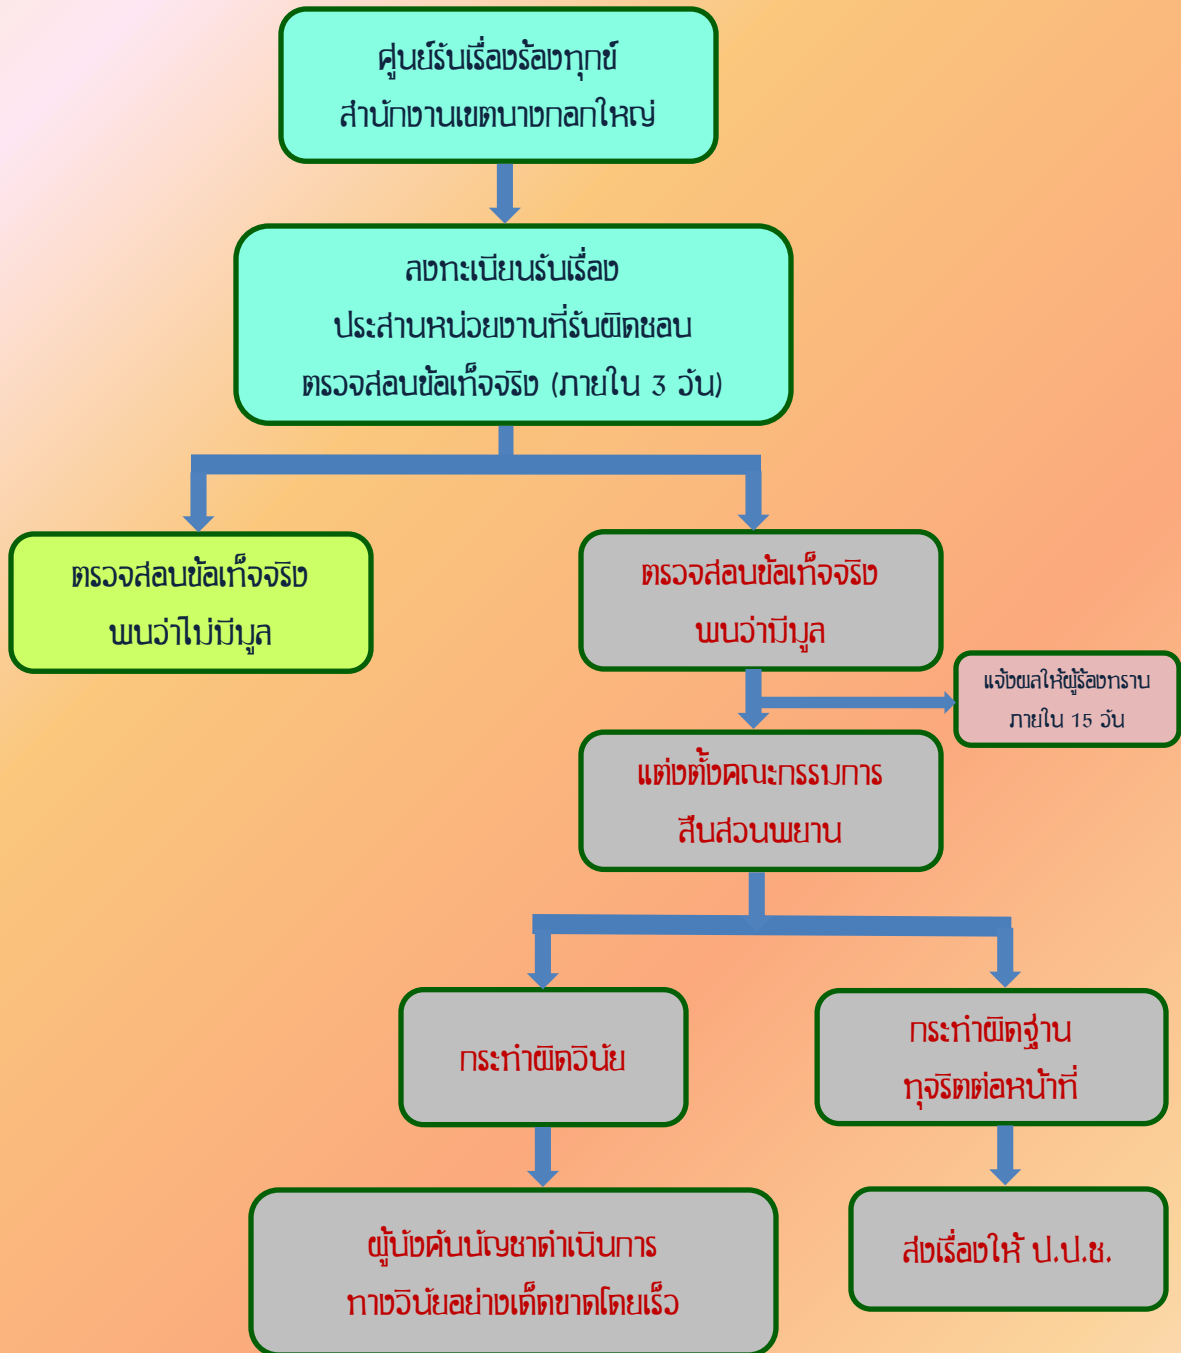 ศูนย์รับเรื่องร้องทุกข์
สำนักงานเขตบางกอกใหญ่
ลงทะเบียนรับเรื่อง
ประสานหน่วยงานที่รับผิดชอบ
ตรวจสอบข้อเท็จจริง (ภายใน 3 วัน)
ตรวจสอบข้อเท็จจริง
พบว่าไม่มีมูล
ตรวจสอบข้อเท็จจริง
พบว่ามีมูล
แจ้งผลให้ผู้ร้องทราบ
ภายใน 15 วัน
แต่งตั้งคณะกรรมการ
สืบสวนพยาน
กระทำผิดวินัย
กระทำผิดฐาน
ทุจริตต่อหน้าที่
ผู้บังคับบัญชาดำเนินการ
ทางวินัยอย่างเด็ดขาดโดยเร็ว
ส่งเรื่องให้ ป.ป.ช.